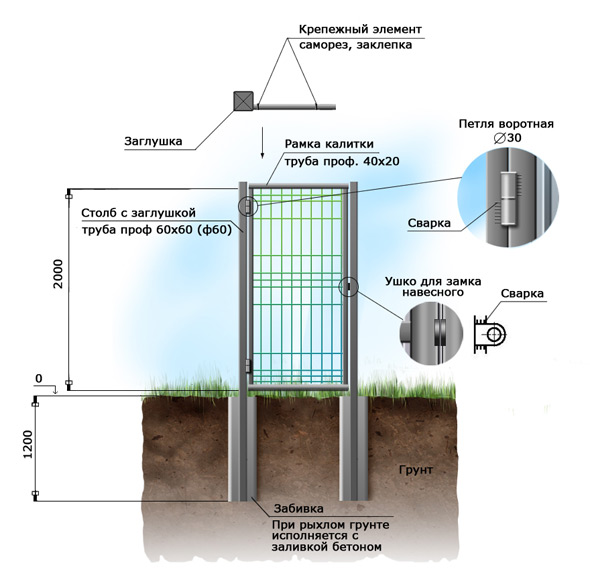 Крепежный элемент
саморез, заклепка
Заглушка
Рамка калитки
труба проф. 40х20
Петля воротная
∅30
Сварка
Столб с заглушкой
труба проф 60х60 (ф60)
2000
Ушко для замка
навесного
Сварка
0
1200
Грунт
Забивка
При рыхлом грунте
исполняется с
заливкой бетоном